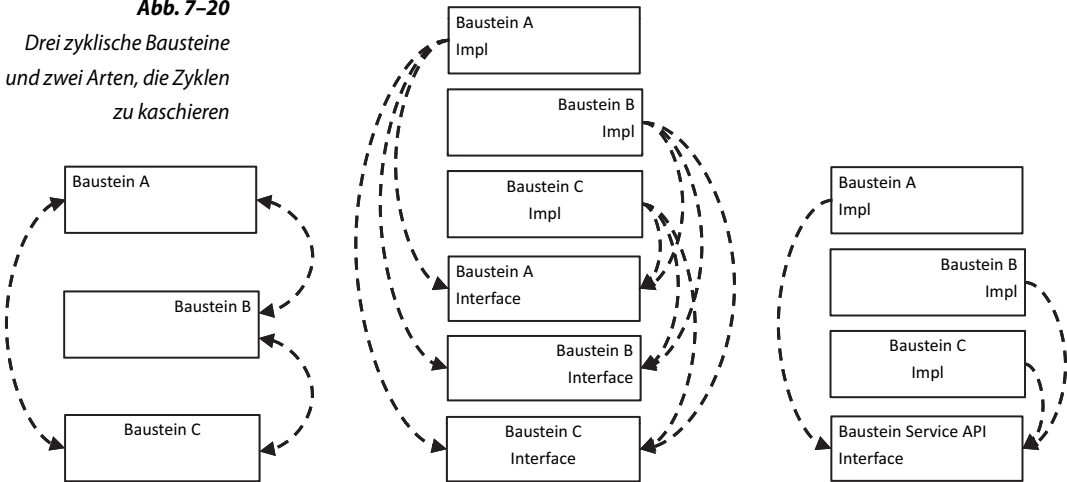 Abb. 7–20
Drei zyklische Bausteine
und zwei Arten, die Zyklen
zu kaschieren
Baustein A
Baustein B
Baustein C
Baustein A
Impl
Baustein B
Impl
Baustein C
Impl
Baustein A
Interface
Baustein B
Interface
Baustein C
Interface
Baustein A
Impl
Baustein B
Impl
Baustein C
Impl
Baustein Service API
Interface